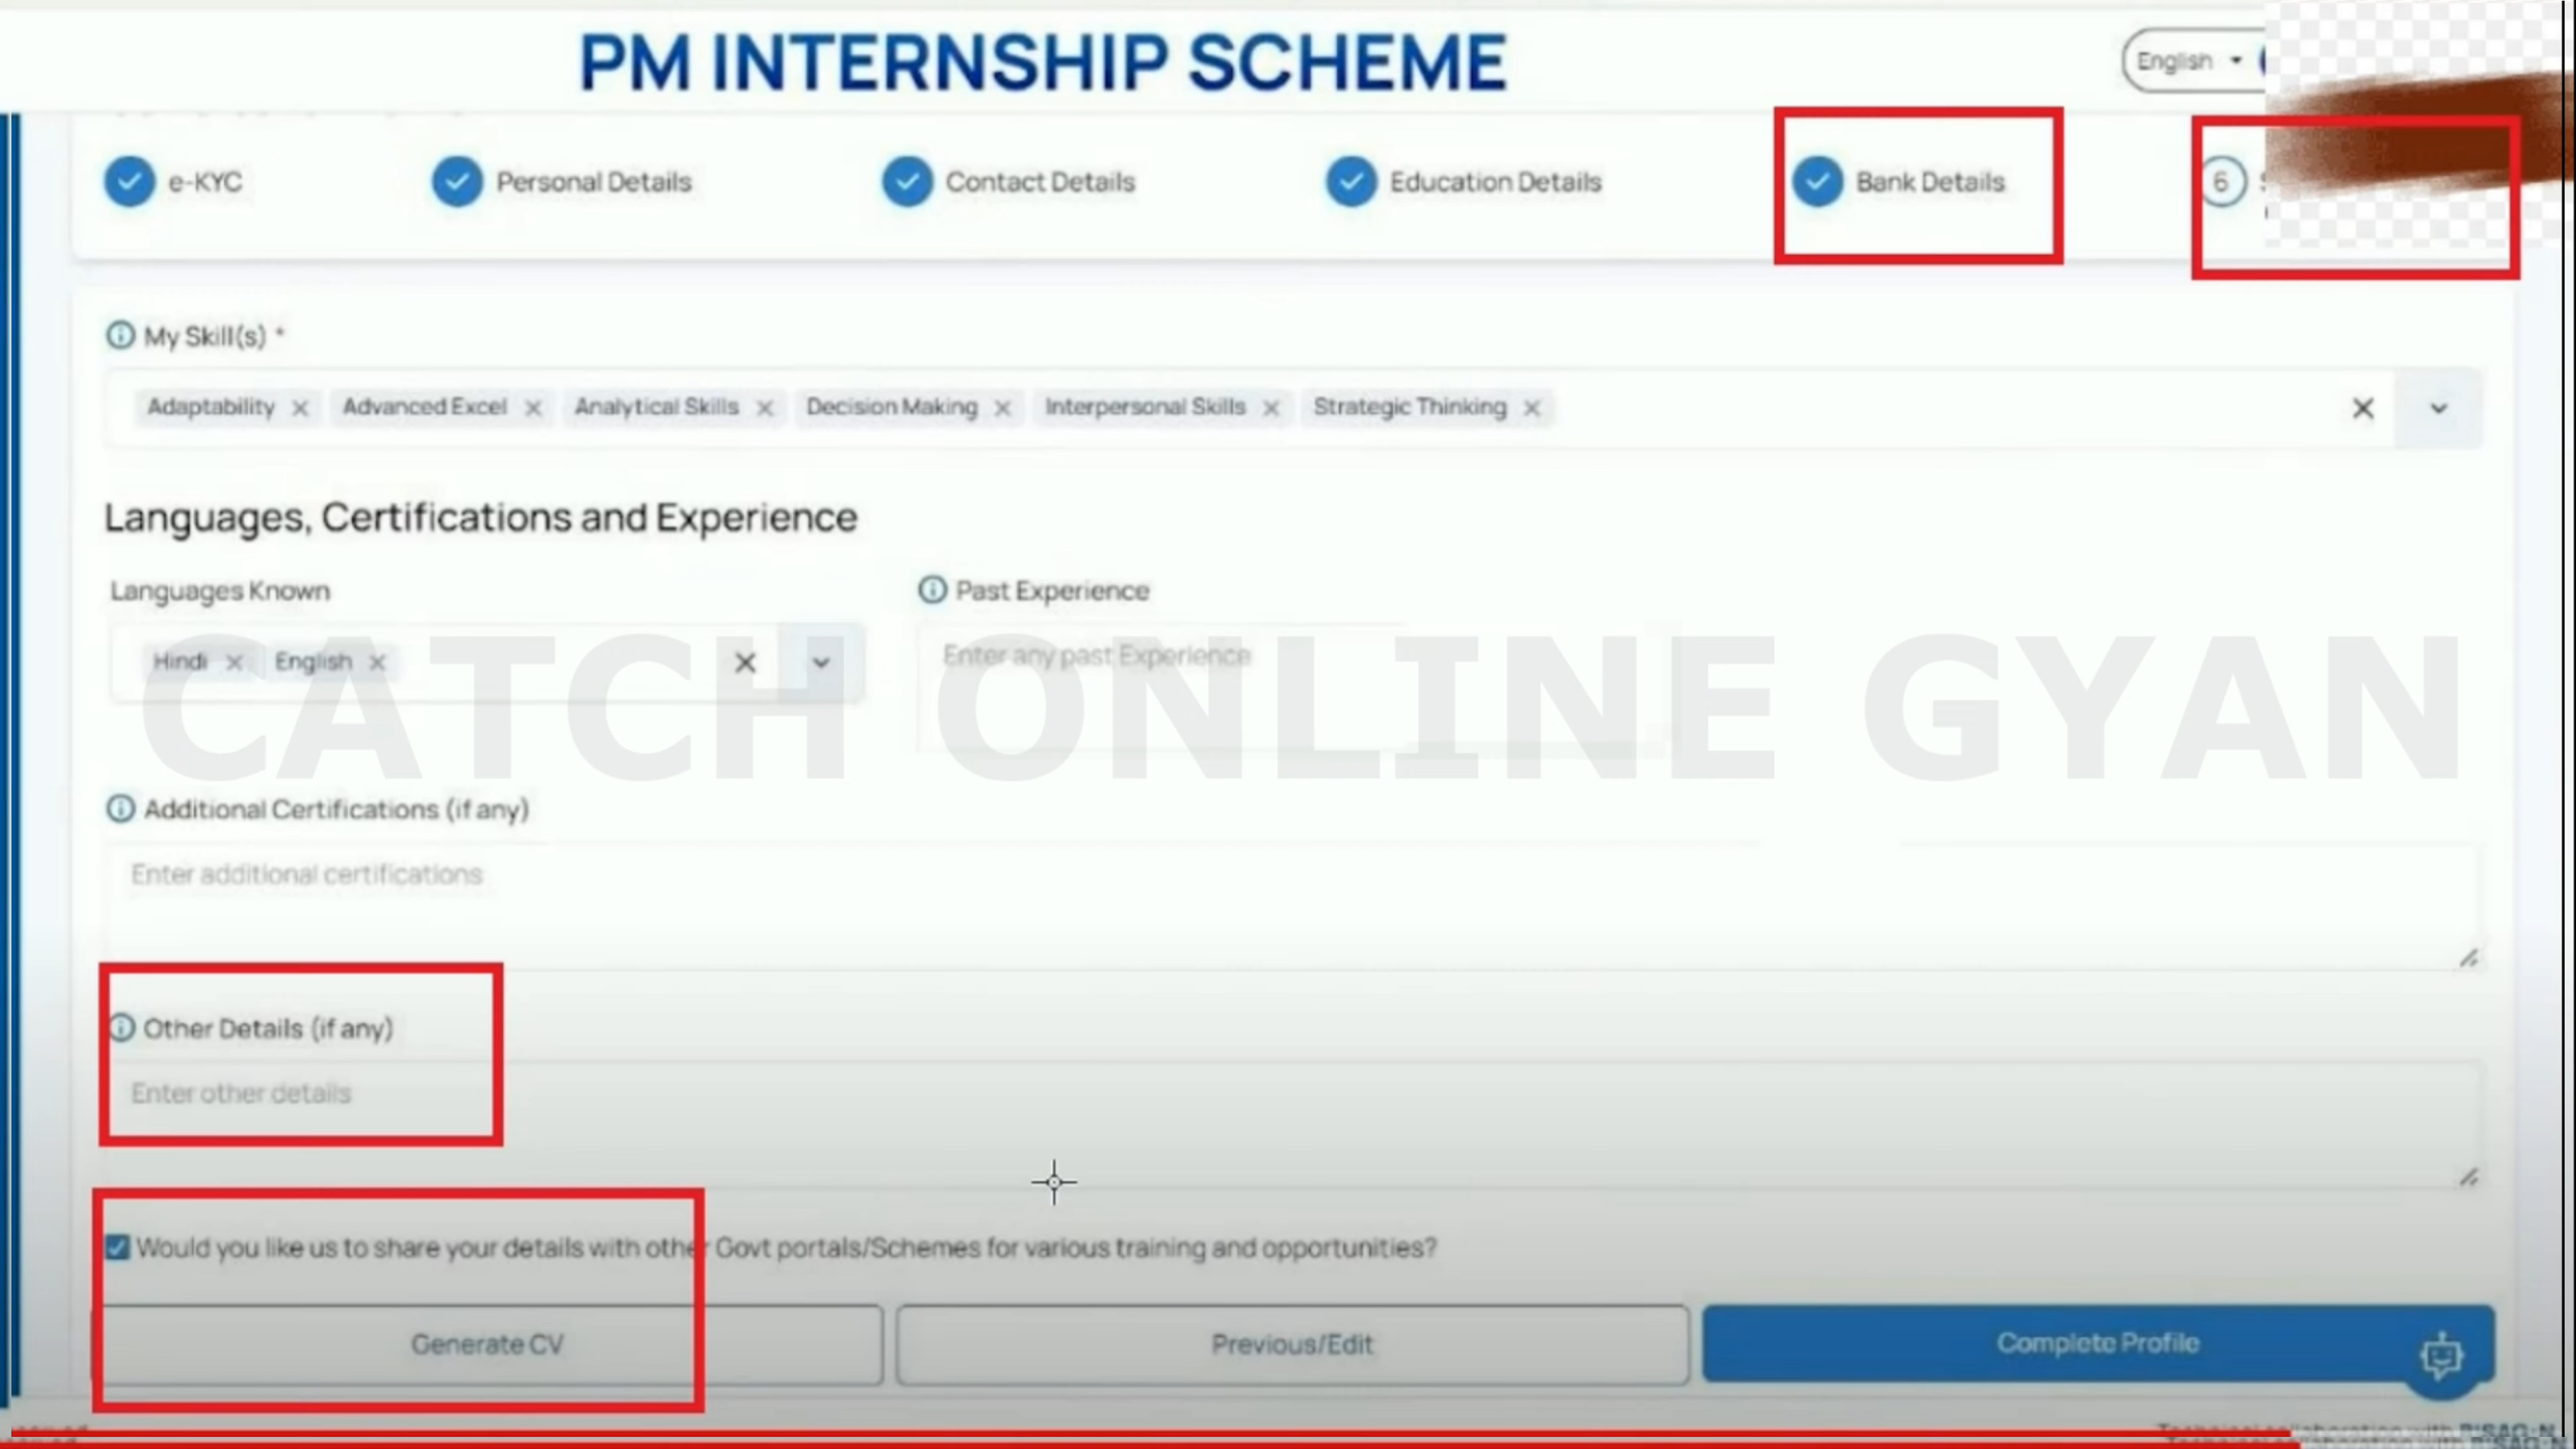 PM INTERNSHIP SCHEME
English
e-KYC
Personal Details
Contact Details
Education Details
Bank Details
6
My Skill(s) *
Adaptability
Advanced Excel
Analytical Skills
Decision Making
Interpersonal Skills
Strategic Thinking
Languages, Certifications and Experience
Languages Known
Past Experience
Hindi
English
Enter any past Experience
CATCH ONLINE GYAN
Additional Certifications (if any)
Enter additional certifications
Other Details (if any)
Enter other details
Would you like us to share your details with other Govt portals/Schemes for various training and opportunities?
Generate CV
Previous/Edit
Complete Profile
Technical collaboration with BISAG-N